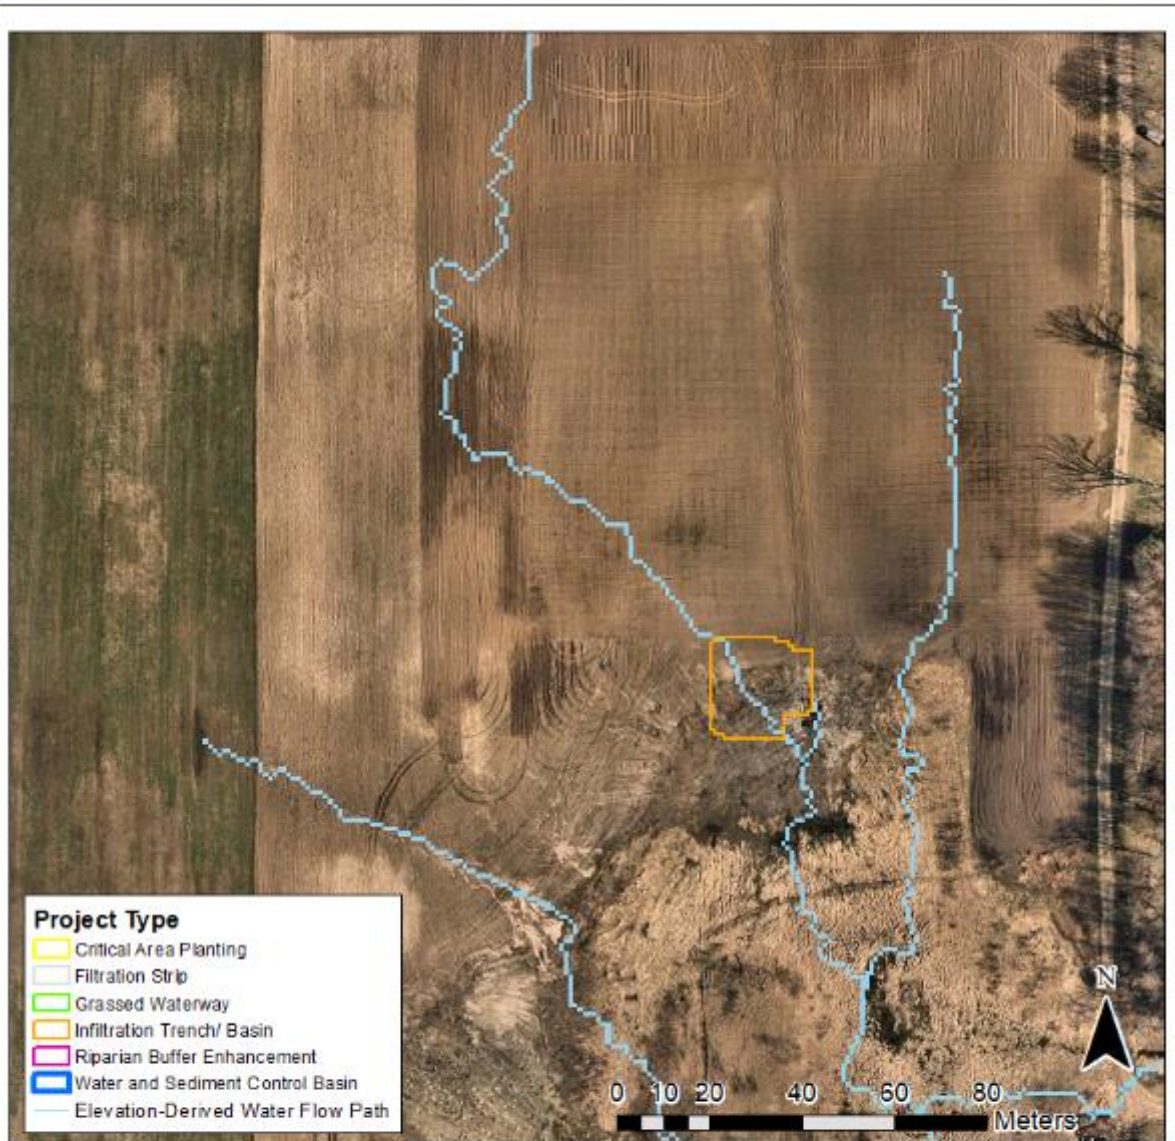 Project Type
Critical Area Planting
Filtration Strip
Grassed Waterway
Infiltration Trench/ Basin
Riparian Buffer Enhancement
Water and Sediment Control Basin
Elevation-Derived Water Flow Path
N
0 10 20 40 60 80
Meters